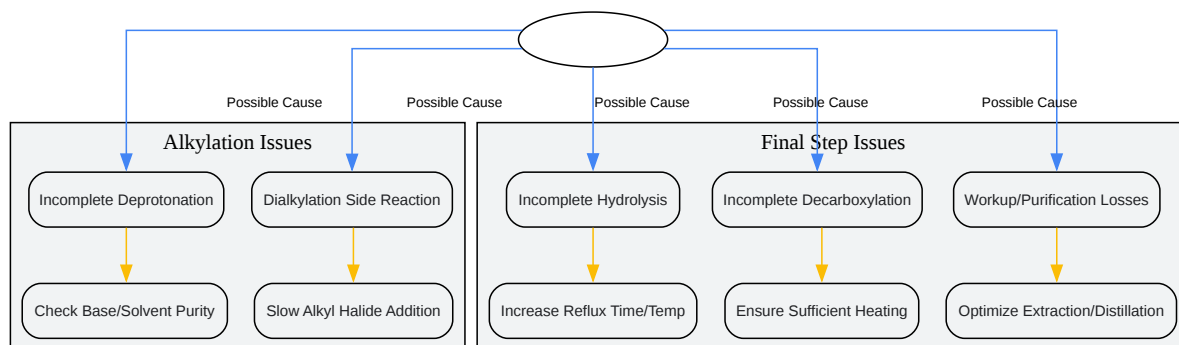 Possible Cause
Possible Cause
Possible Cause
Possible Cause
Possible Cause
Alkylation Issues
Final Step Issues
Incomplete Deprotonation
Dialkylation Side Reaction
Incomplete Hydrolysis
Incomplete Decarboxylation
Workup/Purification Losses
Check Base/Solvent Purity
Slow Alkyl Halide Addition
Increase Reflux Time/Temp
Ensure Sufficient Heating
Optimize Extraction/Distillation